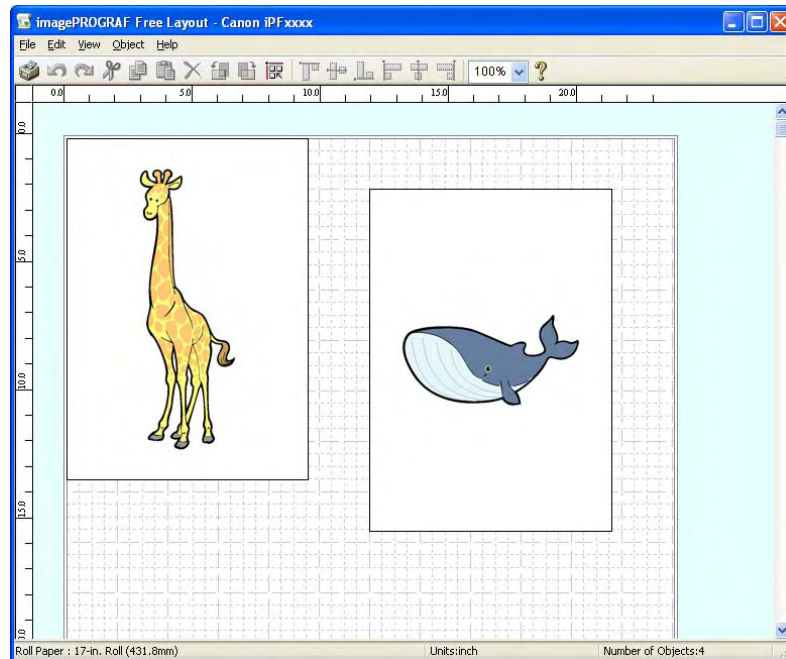 imagePROGRAF Free Layout - Canon iPFxxxx
File Edit View Object Help
100%
0.0 5.0 10.0 15.0 20.0
0.0
5.0
10.0
15.0
Roll Paper : 17-in. Roll (431.8mm) Units:inch Number of Objects:4